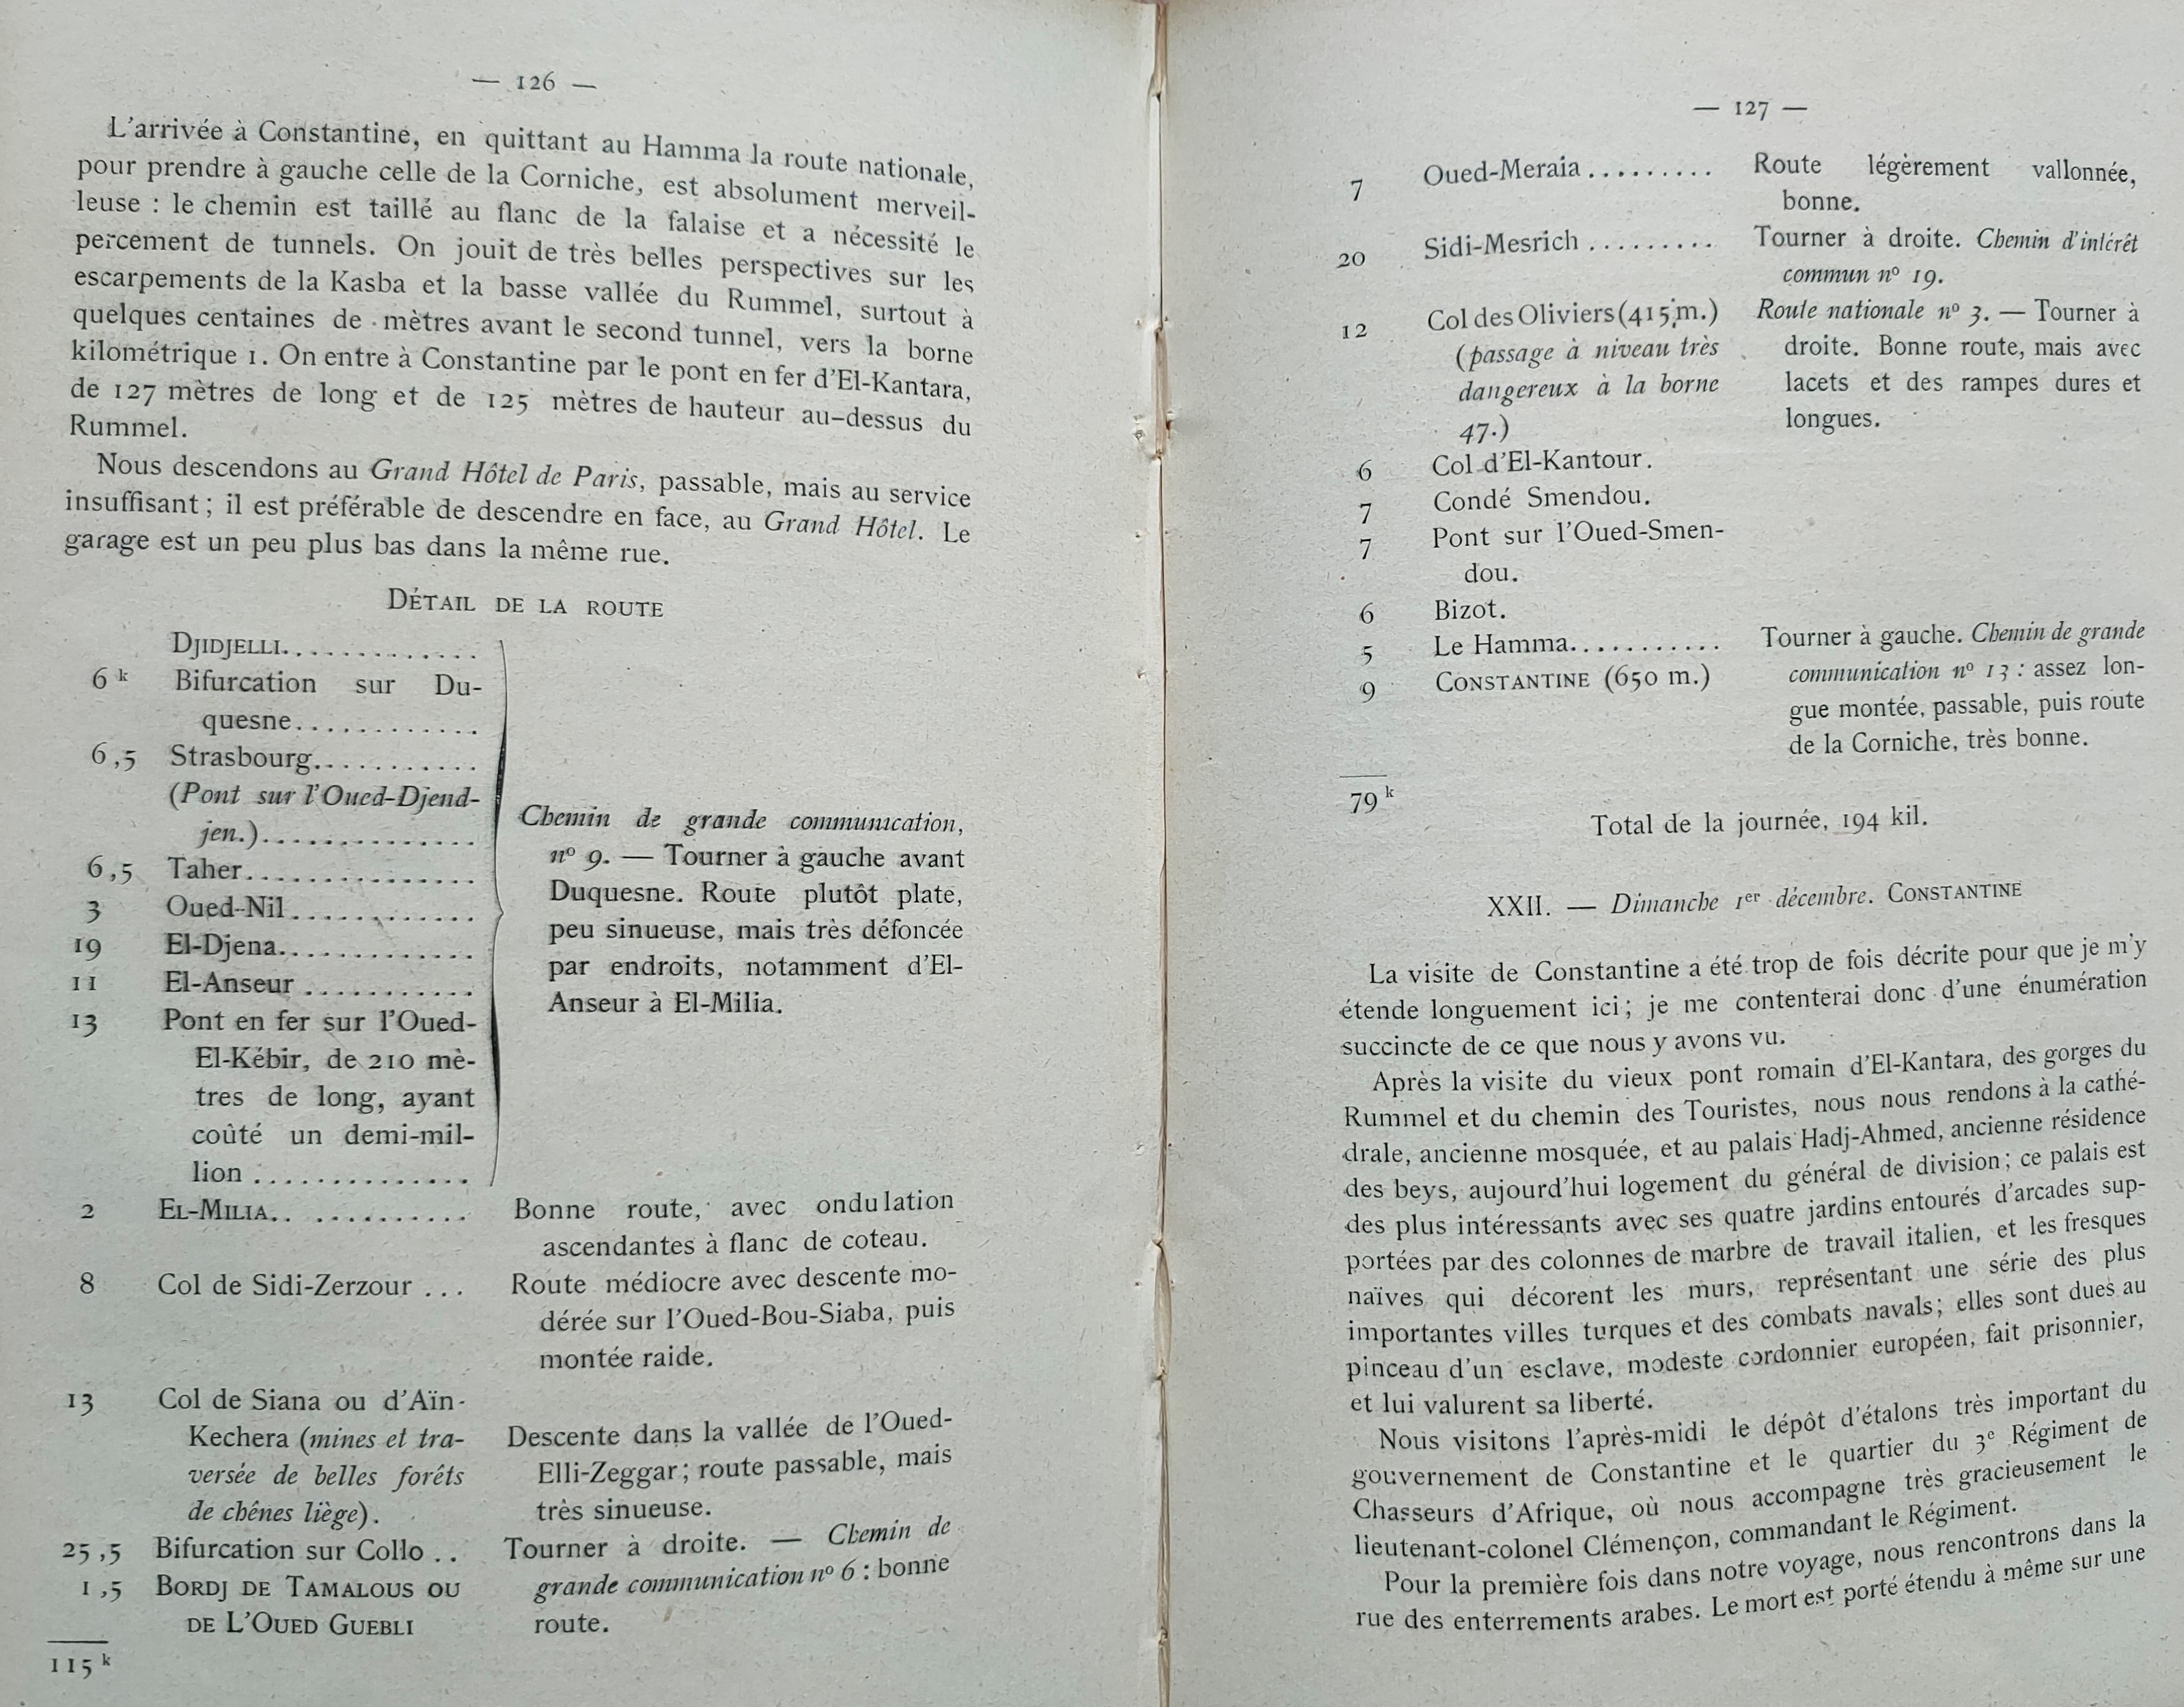 — 126 —
L'arrivée à Constantine, en quittant au Hamma la route nationale,
pour prendre à gauche celle de la Corniche, est absolument merveil-
leuse : le chemin est taillé au flanc de la falaise et a nécessité le
percement de tunnels. On jouit de très belles perspectives sur les
escarpements de la Kasba et la basse vallée du Rummel, surtout à
quelques centaines de mètres avant le second tunnel, vers la borne
kilométrique 1. On entre à Constantine par le pont en fer d'El-Kantara,
de 127 mètres de long et de 125 mètres de hauteur au-dessus du
Rummel.
Nous descendons au Grand Hôtel de Paris, passable, mais au service
insuffisant ; il est préférable de descendre en face, au Grand Hôtel. Le
garage est un peu plus bas dans la même rue.
DÉTAIL DE LA ROUTE
DJIDJELLI..............
6 k Bifurcation sur Du-
quesne............
6,5 Strasbourg...........
(Pont sur l'Oued-Djend-
jen.)..............
6,5 Taher...............
3 Oued-Nil............
19 El-Djena.............
11 El-Anseur ...........
13 Pont en fer sur l'Oued-
El-Kébir, de 210 mè-
tres de long, ayant
coûté un demi-mil-
lion ..............
Chemin de grande communication,
nº 9. — Tourner à gauche avant
Duquesne. Route plutôt plate,
peu sinueuse, mais très défoncée
par endroits, notamment d'El-
Anseur à El-Milia.
2 EL-MILIA.. .......... Bonne route, avec ondulation
ascendantes à flanc de coteau.
8 Col de Sidi-Zerzour ... Route médiocre avec descente mo-
dérée sur l'Oued-Bou-Siaba, puis
montée raide.
13 Col de Siana ou d'Aïn-
Kechera (mines et tra- Descente dans la vallée de l'Oued-
versée de belles forêts Elli-Zeggar ; route passable, mais
de chênes liège). très sinueuse.
25,5 Bifurcation sur Collo .. Tourner à droite. — Chemin de
1,5 BORDJ DE TAMALOUS OU grande communication nº 6 : bonne
DE L'OUED GUEBLI route.
115 k
— 127 —
7 Oued-Meraia ......... Route légèrement vallonnée,
bonne.
20 Sidi-Mesrich ......... Tourner à droite. Chemin d'intérêt
commun nº 19.
12 Col des Oliviers (415 m.) Route nationale nº 3. — Tourner à
(passage à niveau très droite. Bonne route, mais avec
dangereux à la borne lacets et des rampes dures et
47.) longues.
6 Col d'El-Kantour.
7 Condé Smendou.
7 Pont sur l'Oued-Smen-
dou.
6 Bizot.
5 Le Hamma........... Tourner à gauche. Chemin de grande
9 CONSTANTINE (650 m.) communication nº 13 : assez lon-
gue montée, passable, puis route
de la Corniche, très bonne.
79 k
Total de la journée, 194 kil.
XXII. — Dimanche 1er décembre. CONSTANTINE
La visite de Constantine a été trop de fois décrite pour que je m'y
étende longuement ici ; je me contenterai donc d'une énumération
succincte de ce que nous y avons vu.
Après la visite du vieux pont romain d'El-Kantara, des gorges du
Rummel et du chemin des Touristes, nous nous rendons à la cathé-
drale, ancienne mosquée, et au palais Hadj-Ahmed, ancienne résidence
des beys, aujourd'hui logement du général de division ; ce palais est
des plus intéressants avec ses quatre jardins entourés d'arcades sup-
portées par des colonnes de marbre de travail italien, et les fresques
naïves qui décorent les murs, représentant une série des plus
importantes villes turques et des combats navals ; elles sont dues au
pinceau d'un esclave, modeste cordonnier européen, fait prisonnier,
et lui valurent sa liberté.
Nous visitons l'après-midi le dépôt d'étalons très important du
gouvernement de Constantine et le quartier du 3e Régiment de
Chasseurs d'Afrique, où nous accompagne très gracieusement le
lieutenant-colonel Clémençon, commandant le Régiment.
Pour la première fois dans notre voyage, nous rencontrons dans la
rue des enterrements arabes. Le mort est porté étendu à même sur une